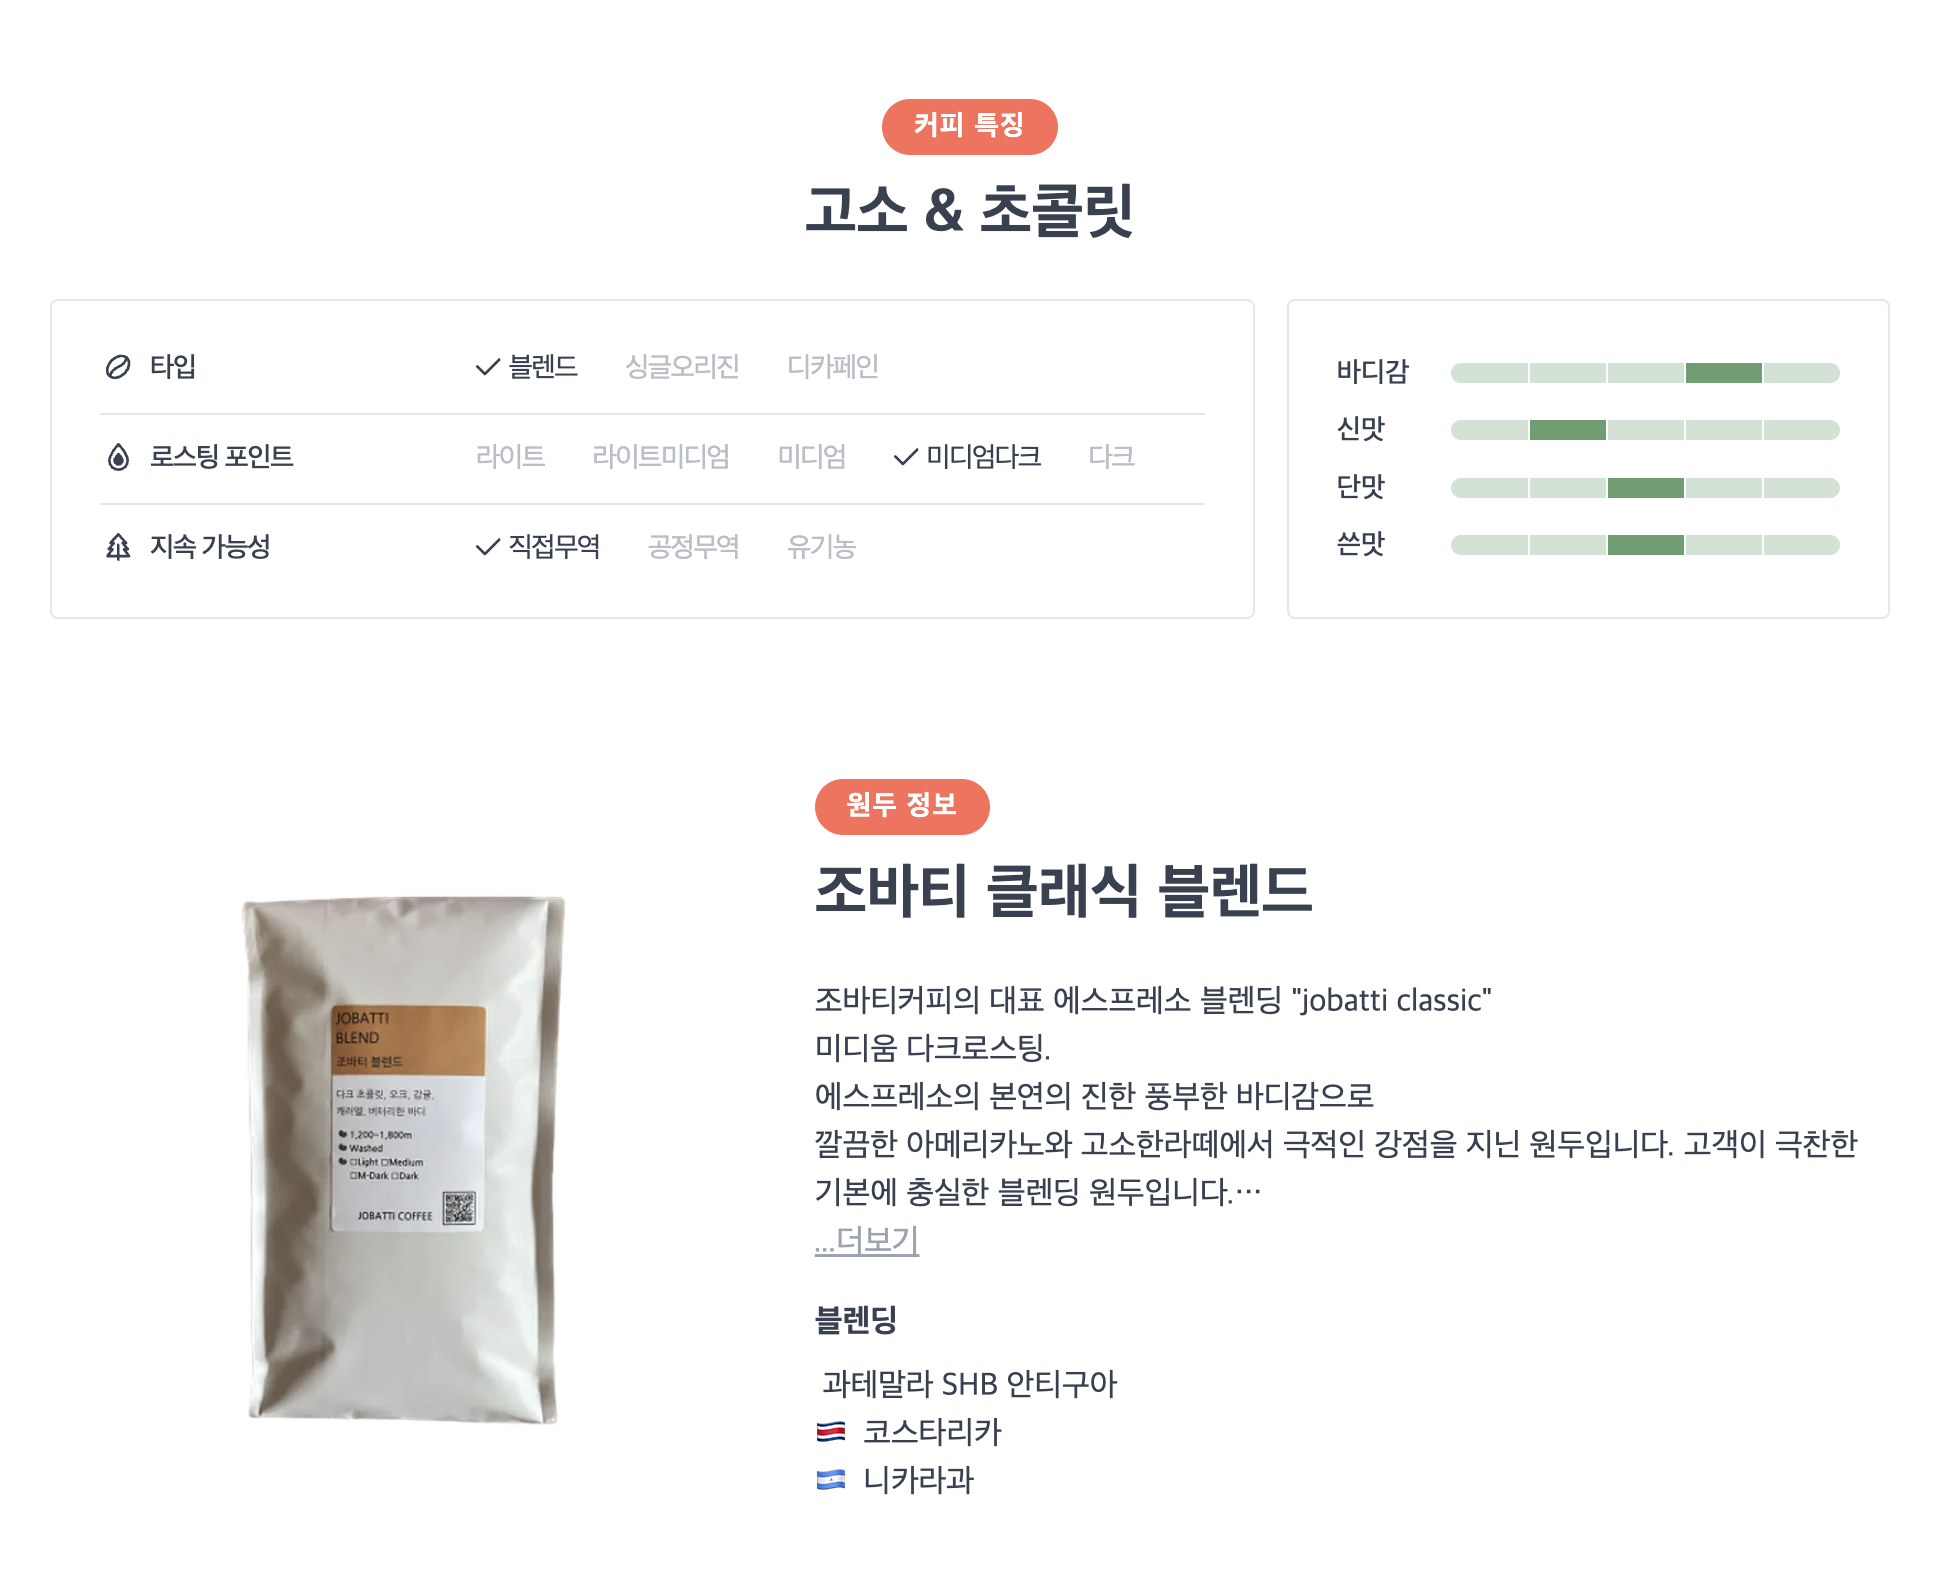 커피 특징
고소 & 초콜릿
타입 블렌드 싱글오리진 디카페인
로스팅 포인트 라이트 라이트미디엄 미디엄 미디엄다크 다크
지속 가능성 직접무역 공정무역 유기농
바디감
신맛
단맛
쓴맛
원두 정보
조바티 클래식 블렌드
조바티커피의 대표 에스프레소 블렌딩 "jobatti classic"
미디움 다크로스팅.
에스프레소의 본연의 진한 풍부한 바디감으로
깔끔한 아메리카노와 고소한라떼에서 극적인 강점을 지닌 원두입니다. 고객이 극찬한
기본에 충실한 블렌딩 원두입니다.…
...더보기
블렌딩
과테말라 SHB 안티구아
코스타리카
니카라과
JOBATTI
BLEND
조바티 블렌드
다크 초콜릿, 오크, 감귤,
캐러멜, 버터리한 바디
1,200~1,800m
Washed
□Light □Medium
□M-Dark □Dark
JOBATTI COFFEE